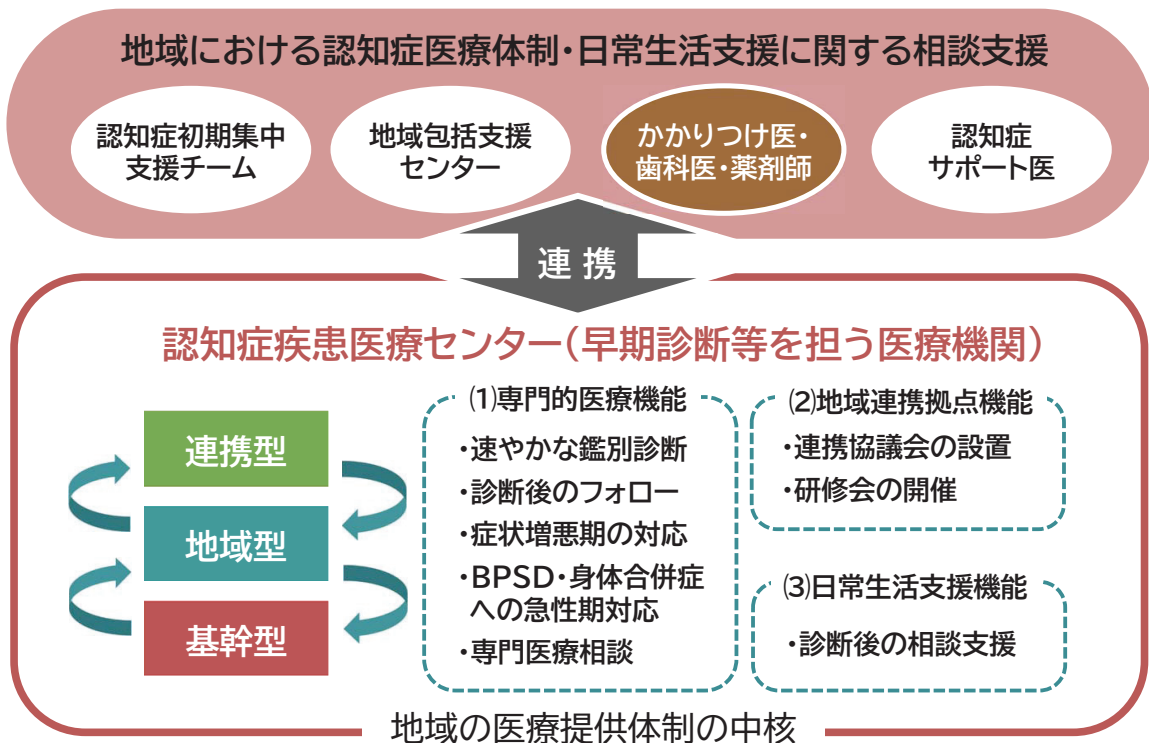 地域における認知症医療体制・日常生活支援に関する相談支援
認知症初期集中
支援チーム
地域包括支援
センター
かかりつけ医・
歯科医・薬剤師
認知症
サポート医
連携
認知症疾患医療センター(早期診断等を担う医療機関)
連携型
地域型
基幹型
⑴専門的医療機能
・速やかな鑑別診断
・診断後のフォロー
・症状増悪期の対応
・BPSD・身体合併症
への急性期対応
・専門医療相談
⑵地域連携拠点機能
・連携協議会の設置
・研修会の開催
⑶日常生活支援機能
・診断後の相談支援
地域の医療提供体制の中核